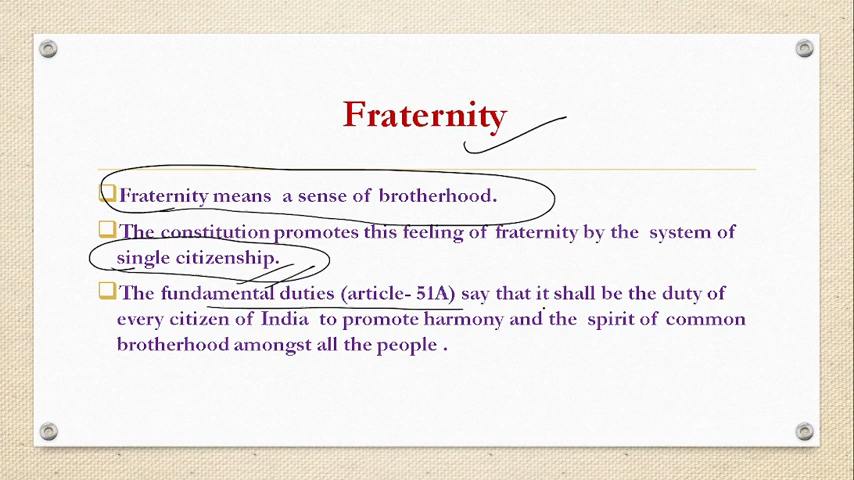 Fraternity
Fraternity means a sense of brotherhood.
The constitution promotes this feeling of fraternity by the system of
single citizenship.
The fundamental duties (article- 51A) say that it shall be the duty of
every citizen of India to promote harmony and the spirit of common
brotherhood amongst all the people .